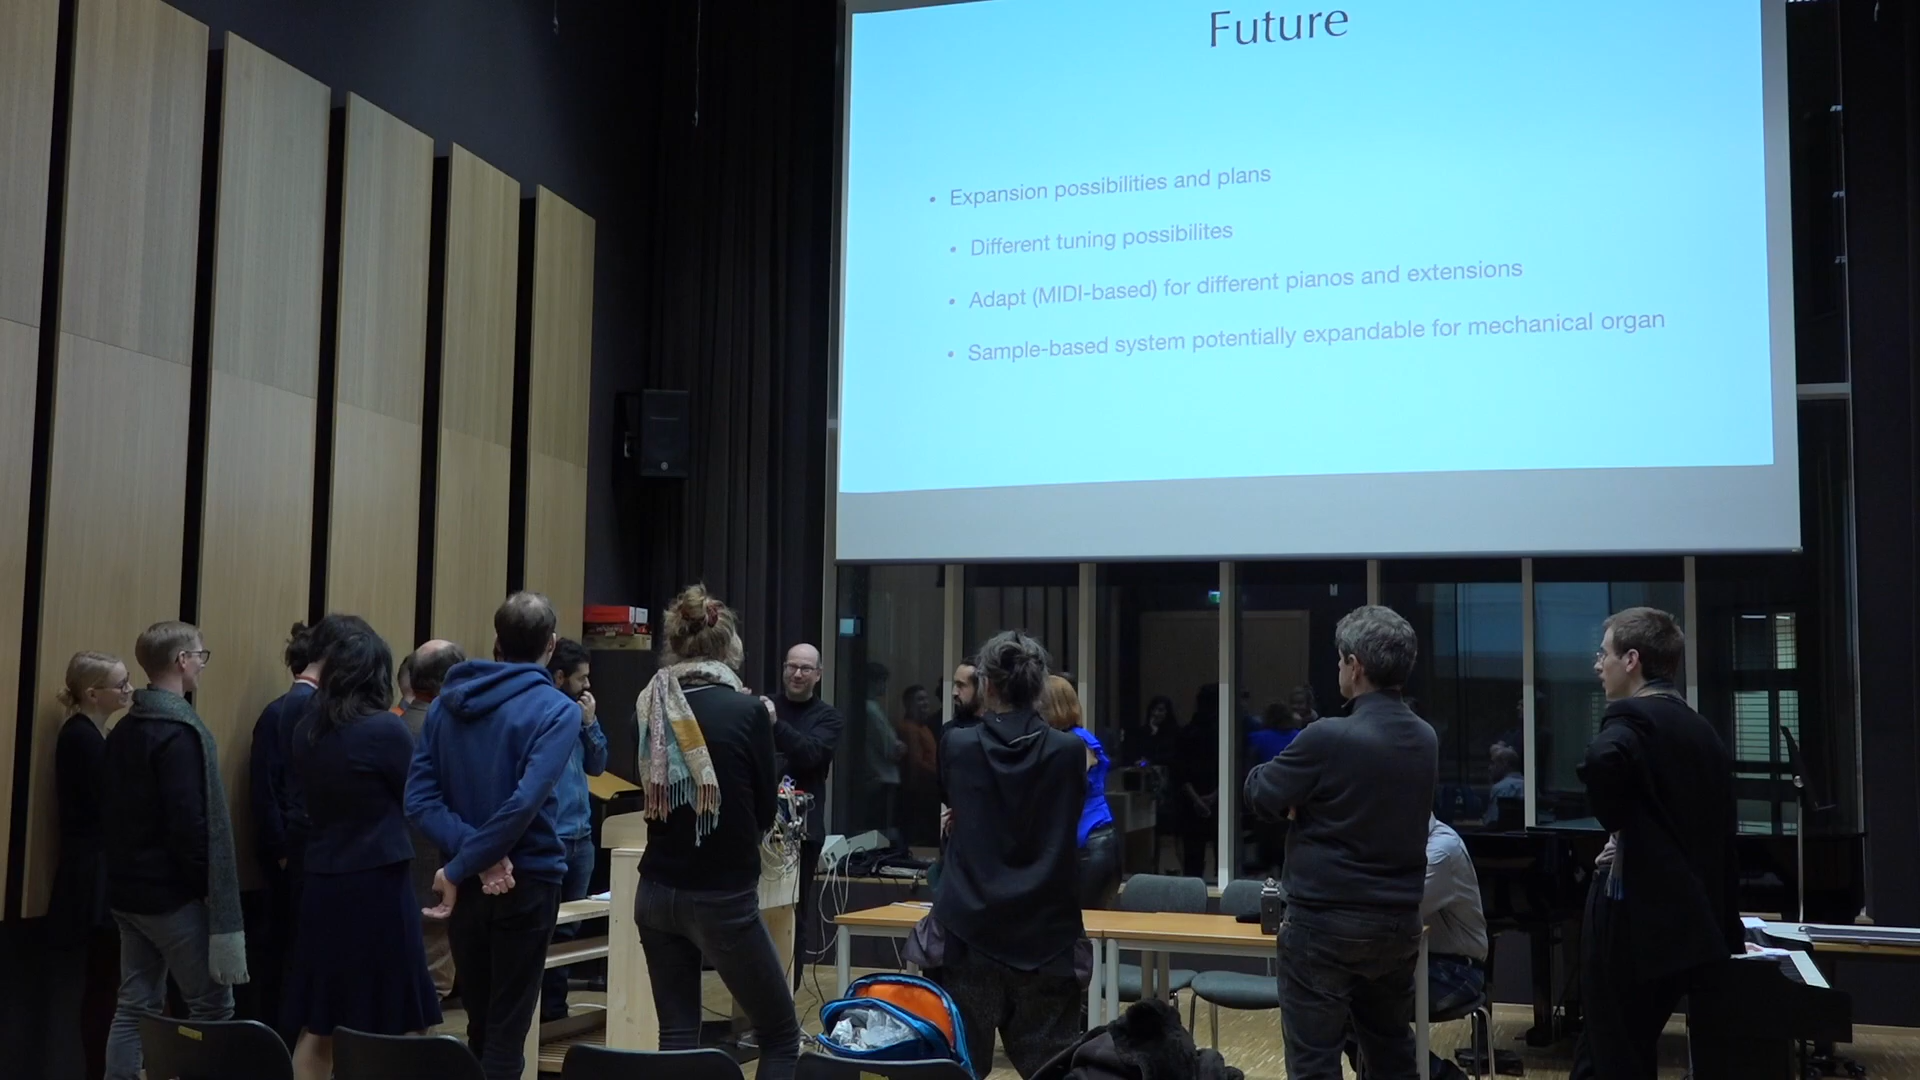 Future
• Expansion possibilities and plans
• Different tuning possibilites
• Adapt (MIDI-based) for different pianos and extensions
• Sample-based system potentially expandable for mechanical organ